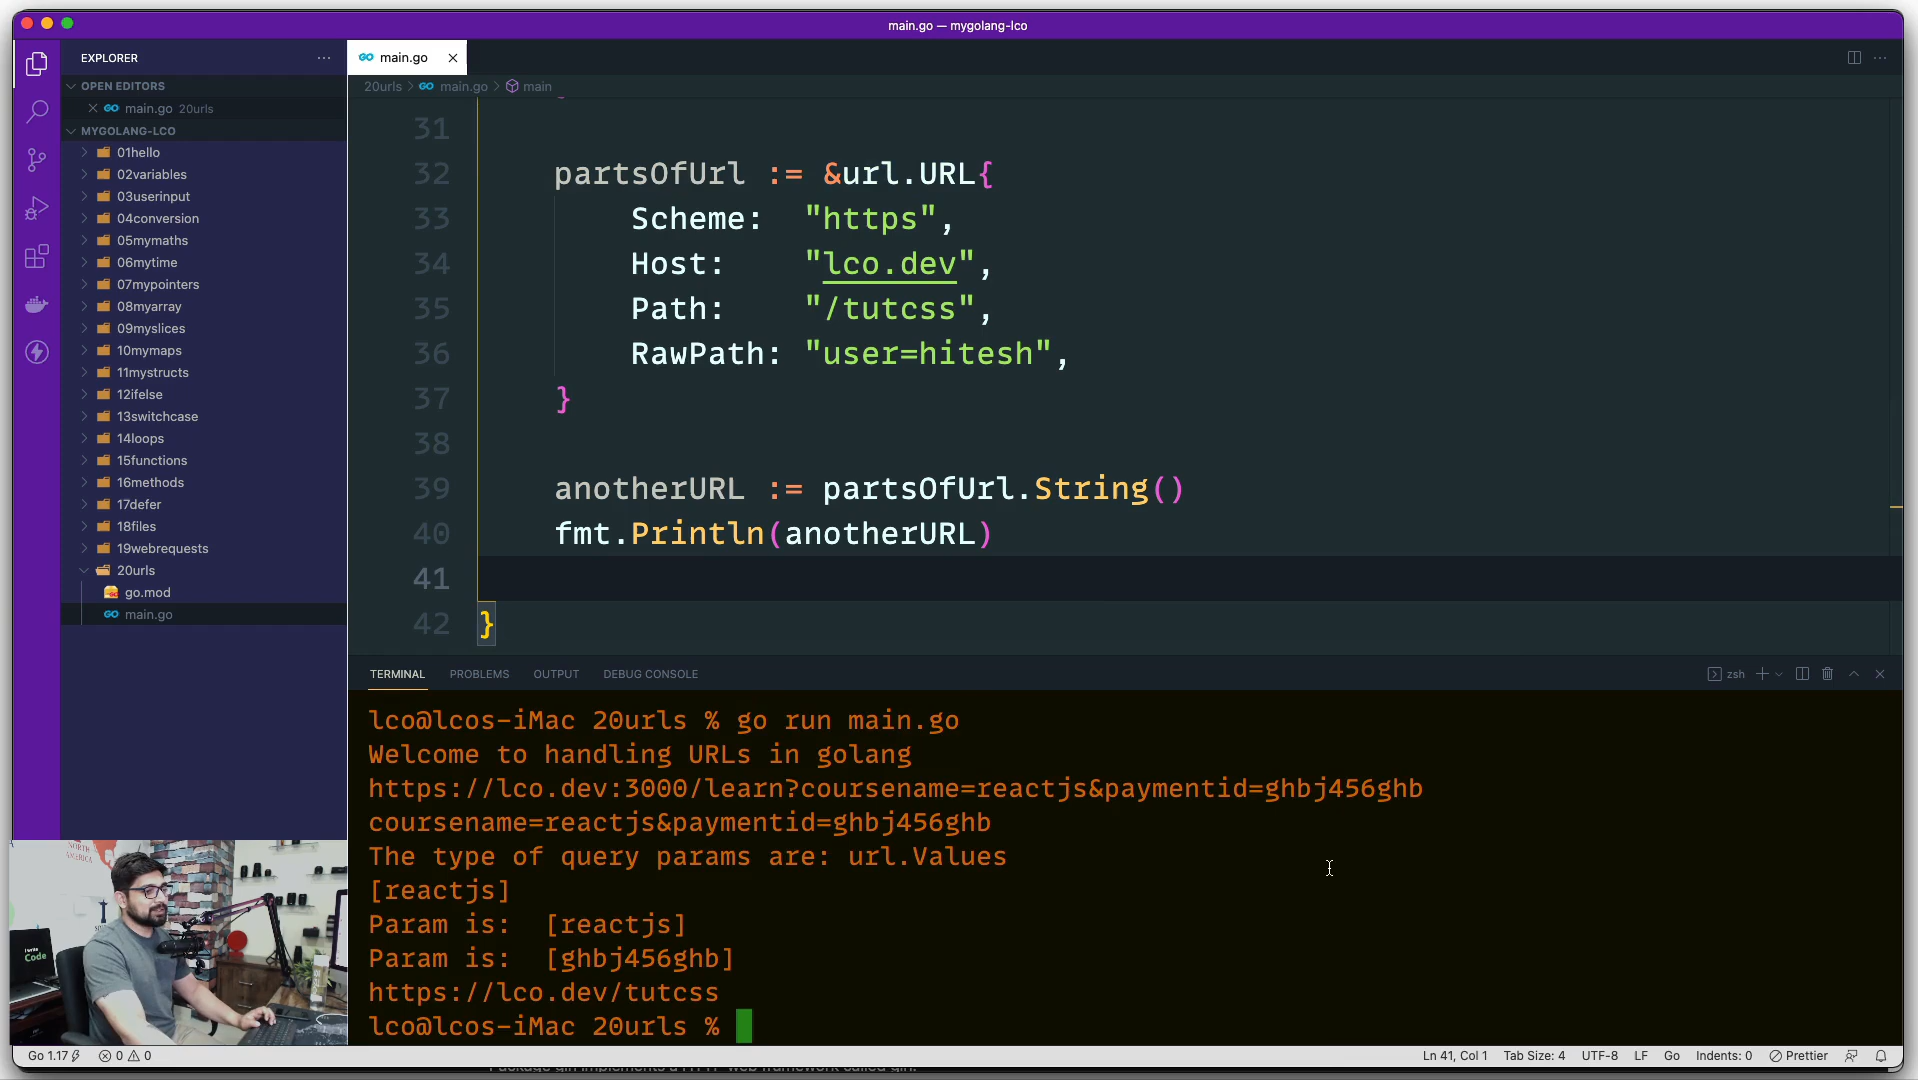 main.go — mygolang-lco
EXPLORER
main.go
OPEN EDITORS
main.go 20urls
20urls > main.go > main
MYGOLANG-LCO
01hello
02variables
03userinput
04conversion
05mymaths
06mytime
07mypointers
08myarray
09myslices
10mymaps
11mystructs
12ifelse
13switchcase
14loops
15functions
16methods
17defer
18files
19webrequests
20urls
go.mod
main.go
31
32 partsOfUrl := &url.URL{
33 Scheme: "https",
34 Host: "lco.dev",
35 Path: "/tutcss",
36 RawPath: "user=hitesh",
37 }
38
39 anotherURL := partsOfUrl.String()
40 fmt.Println(anotherURL)
41
42 }
TERMINAL PROBLEMS OUTPUT DEBUG CONSOLE
zsh
lco@lcos-iMac 20urls % go run main.go
Welcome to handling URLs in golang
https://lco.dev:3000/learn?coursename=reactjs&paymentid=ghbj456ghb
coursename=reactjs&paymentid=ghbj456ghb
The type of query params are: url.Values
[reactjs]
Param is:  [reactjs]
Param is:  [ghbj456ghb]
https://lco.dev/tutcss
lco@lcos-iMac 20urls %
NORTH
AMERICA
I write
Code
Go 1.17 0 0
Ln 41, Col 1 Tab Size: 4 UTF-8 LF Go Indents: 0 Prettier